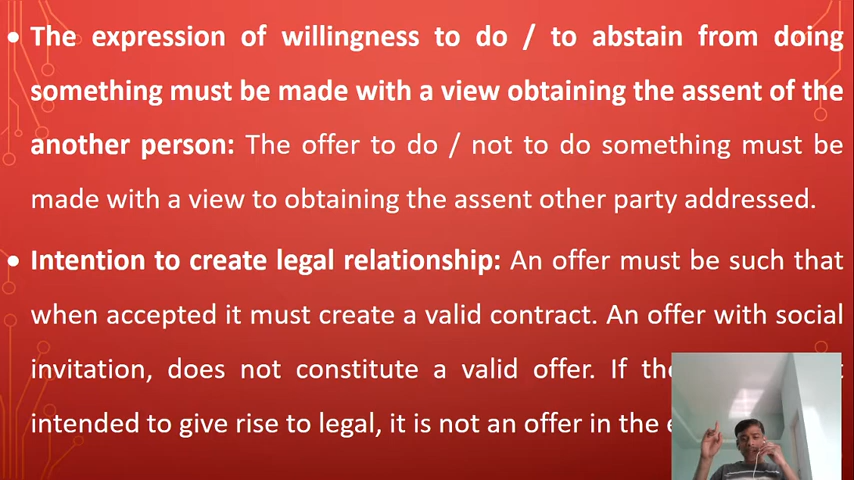 The expression of willingness to do / to abstain from doing
something must be made with a view obtaining the assent of the
another person: The offer to do / not to do something must be
made with a view to obtaining the assent other party addressed.
Intention to create legal relationship: An offer must be such that
when accepted it must create a valid contract. An offer with social
invitation, does not constitute a valid offer. If
intended to give rise to legal, it is not an offer in the